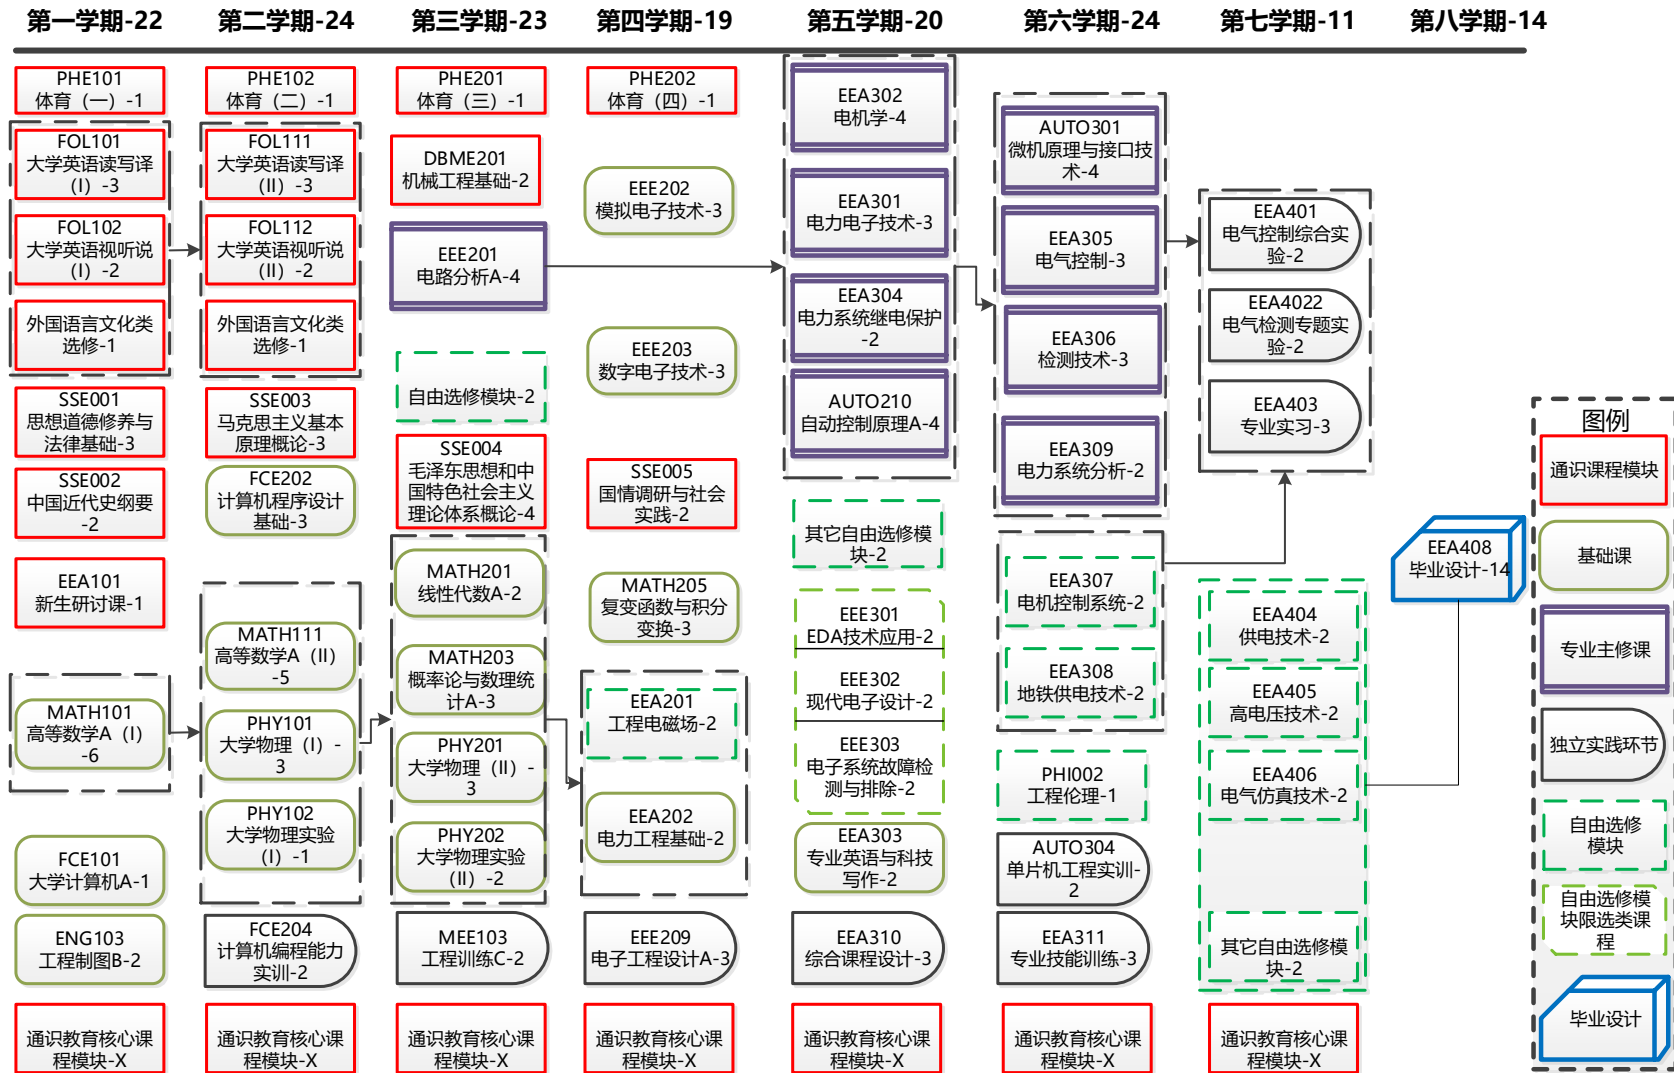 第一学期-22
第二学期-24
第三学期-23
第四学期-19
第五学期-20
第六学期-24
第七学期-11
第八学期-14
PHE101
体育（一）-1
FOL101
大学英语读写译
（I）-3
FOL102
大学英语视听说
（I）-2
外国语言文化类
选修-1
SSE001
思想道德修养与
法律基础-3
SSE002
中国近代史纲要
-2
EEA101
新生研讨课-1
MATH101
高等数学A（I）
-6
FCE101
大学计算机A-1
ENG103
工程制图B-2
通识教育核心课
程模块-X
PHE102
体育（二）-1
FOL111
大学英语读写译
（II）-3
FOL112
大学英语视听说
（II）-2
外国语言文化类
选修-1
SSE003
马克思主义基本
原理概论-3
FCE202
计算机程序设计
基础-3
MATH111
高等数学A（II）
-5
PHY101
大学物理（I）-
3
PHY102
大学物理实验
（I）-1
FCE204
计算机编程能力
实训-2
通识教育核心课
程模块-X
PHE201
体育（三）-1
DBME201
机械工程基础-2
EEE201
电路分析A-4
自由选修模块-2
SSE004
毛泽东思想和中
国特色社会主义
理论体系概论-4
MATH201
线性代数A-2
MATH203
概率论与数理统
计A-3
PHY201
大学物理（II）-
3
PHY202
大学物理实验
（II）-2
MEE103
工程训练C-2
通识教育核心课
程模块-X
PHE202
体育（四）-1
EEE202
模拟电子技术-3
EEE203
数字电子技术-3
SSE005
国情调研与社会
实践-2
MATH205
复变函数与积分
变换-3
EEA201
工程电磁场-2
EEA202
电力工程基础-2
EEE209
电子工程设计A-3
通识教育核心课
程模块-X
EEA302
电机学-4
EEA301
电力电子技术-3
EEA304
电力系统继电保护
-2
AUTO210
自动控制原理A-4
其它自由选修模
块-2
EEE301
EDA技术应用-2
EEE302
现代电子设计-2
EEE303
电子系统故障检
测与排除-2
EEA303
专业英语与科技
写作-2
EEA310
综合课程设计-3
通识教育核心课
程模块-X
AUTO301
微机原理与接口技
术-4
EEA305
电气控制-3
EEA306
检测技术-3
EEA309
电力系统分析-2
EEA307
电机控制系统-2
EEA308
地铁供电技术-2
PHI002
工程伦理-1
AUTO304
单片机工程实训-
2
EEA311
专业技能训练-3
通识教育核心课
程模块-X
EEA401
电气控制综合实
验-2
EEA4022
电气检测专题实
验-2
EEA403
专业实习-3
EEA404
供电技术-2
EEA405
高电压技术-2
EEA406
电气仿真技术-2
其它自由选修模
块-2
通识教育核心课
程模块-X
EEA408
毕业设计-14
图例
通识课程模块
基础课
专业主修课
独立实践环节
自由选修
模块
自由选修模
块限选类课
程
毕业设计